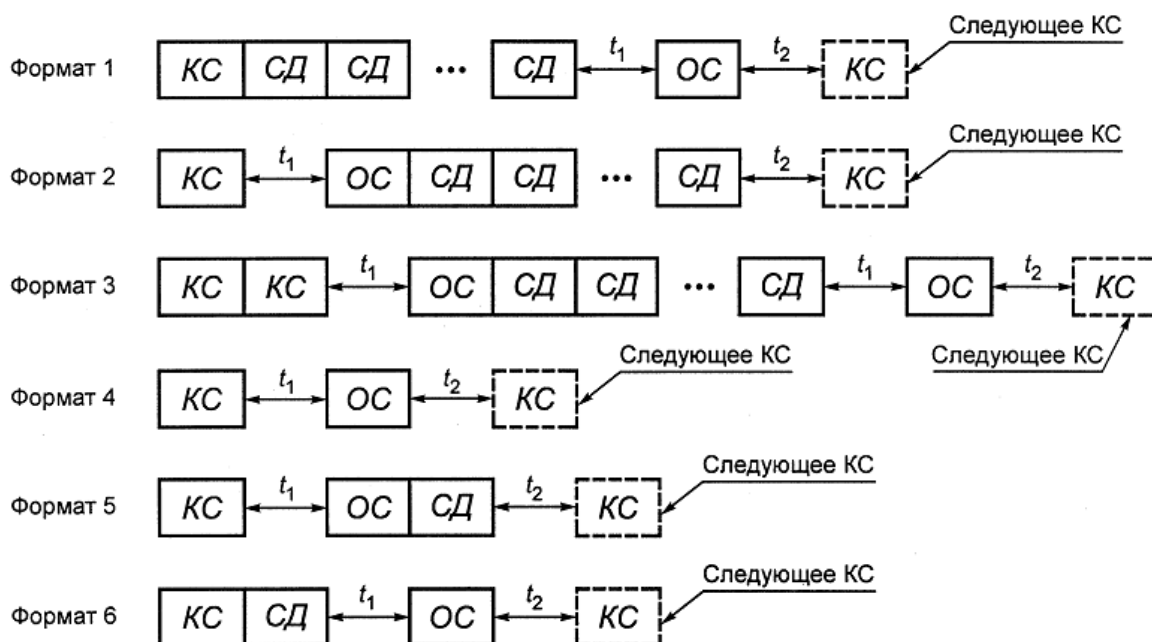 Следующее КС
Формат 1 КС СД СД ••• СД t1 ОС t2 КС
Следующее КС
Формат 2 КС t1 ОС СД СД ••• СД t2 КС
Формат 3 КС КС t1 ОС СД СД ••• СД t1 ОС t2 КС
Следующее КС Следующее КС
Формат 4 КС t1 ОС t2 КС
Следующее КС
Формат 5 КС t1 ОС СД t2 КС
Следующее КС
Формат 6 КС СД t1 ОС t2 КС